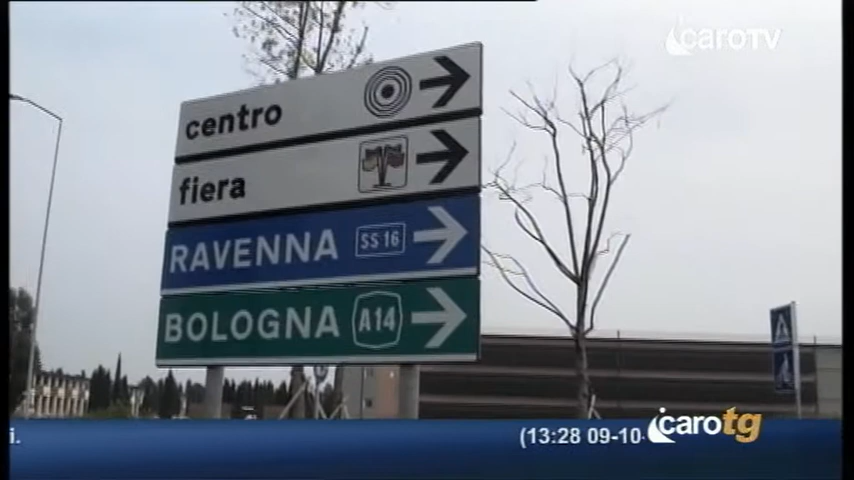 icaroTV
centro
fiera
RAVENNA SS 16
BOLOGNA A14
i. (13:28 09-10- icarotg